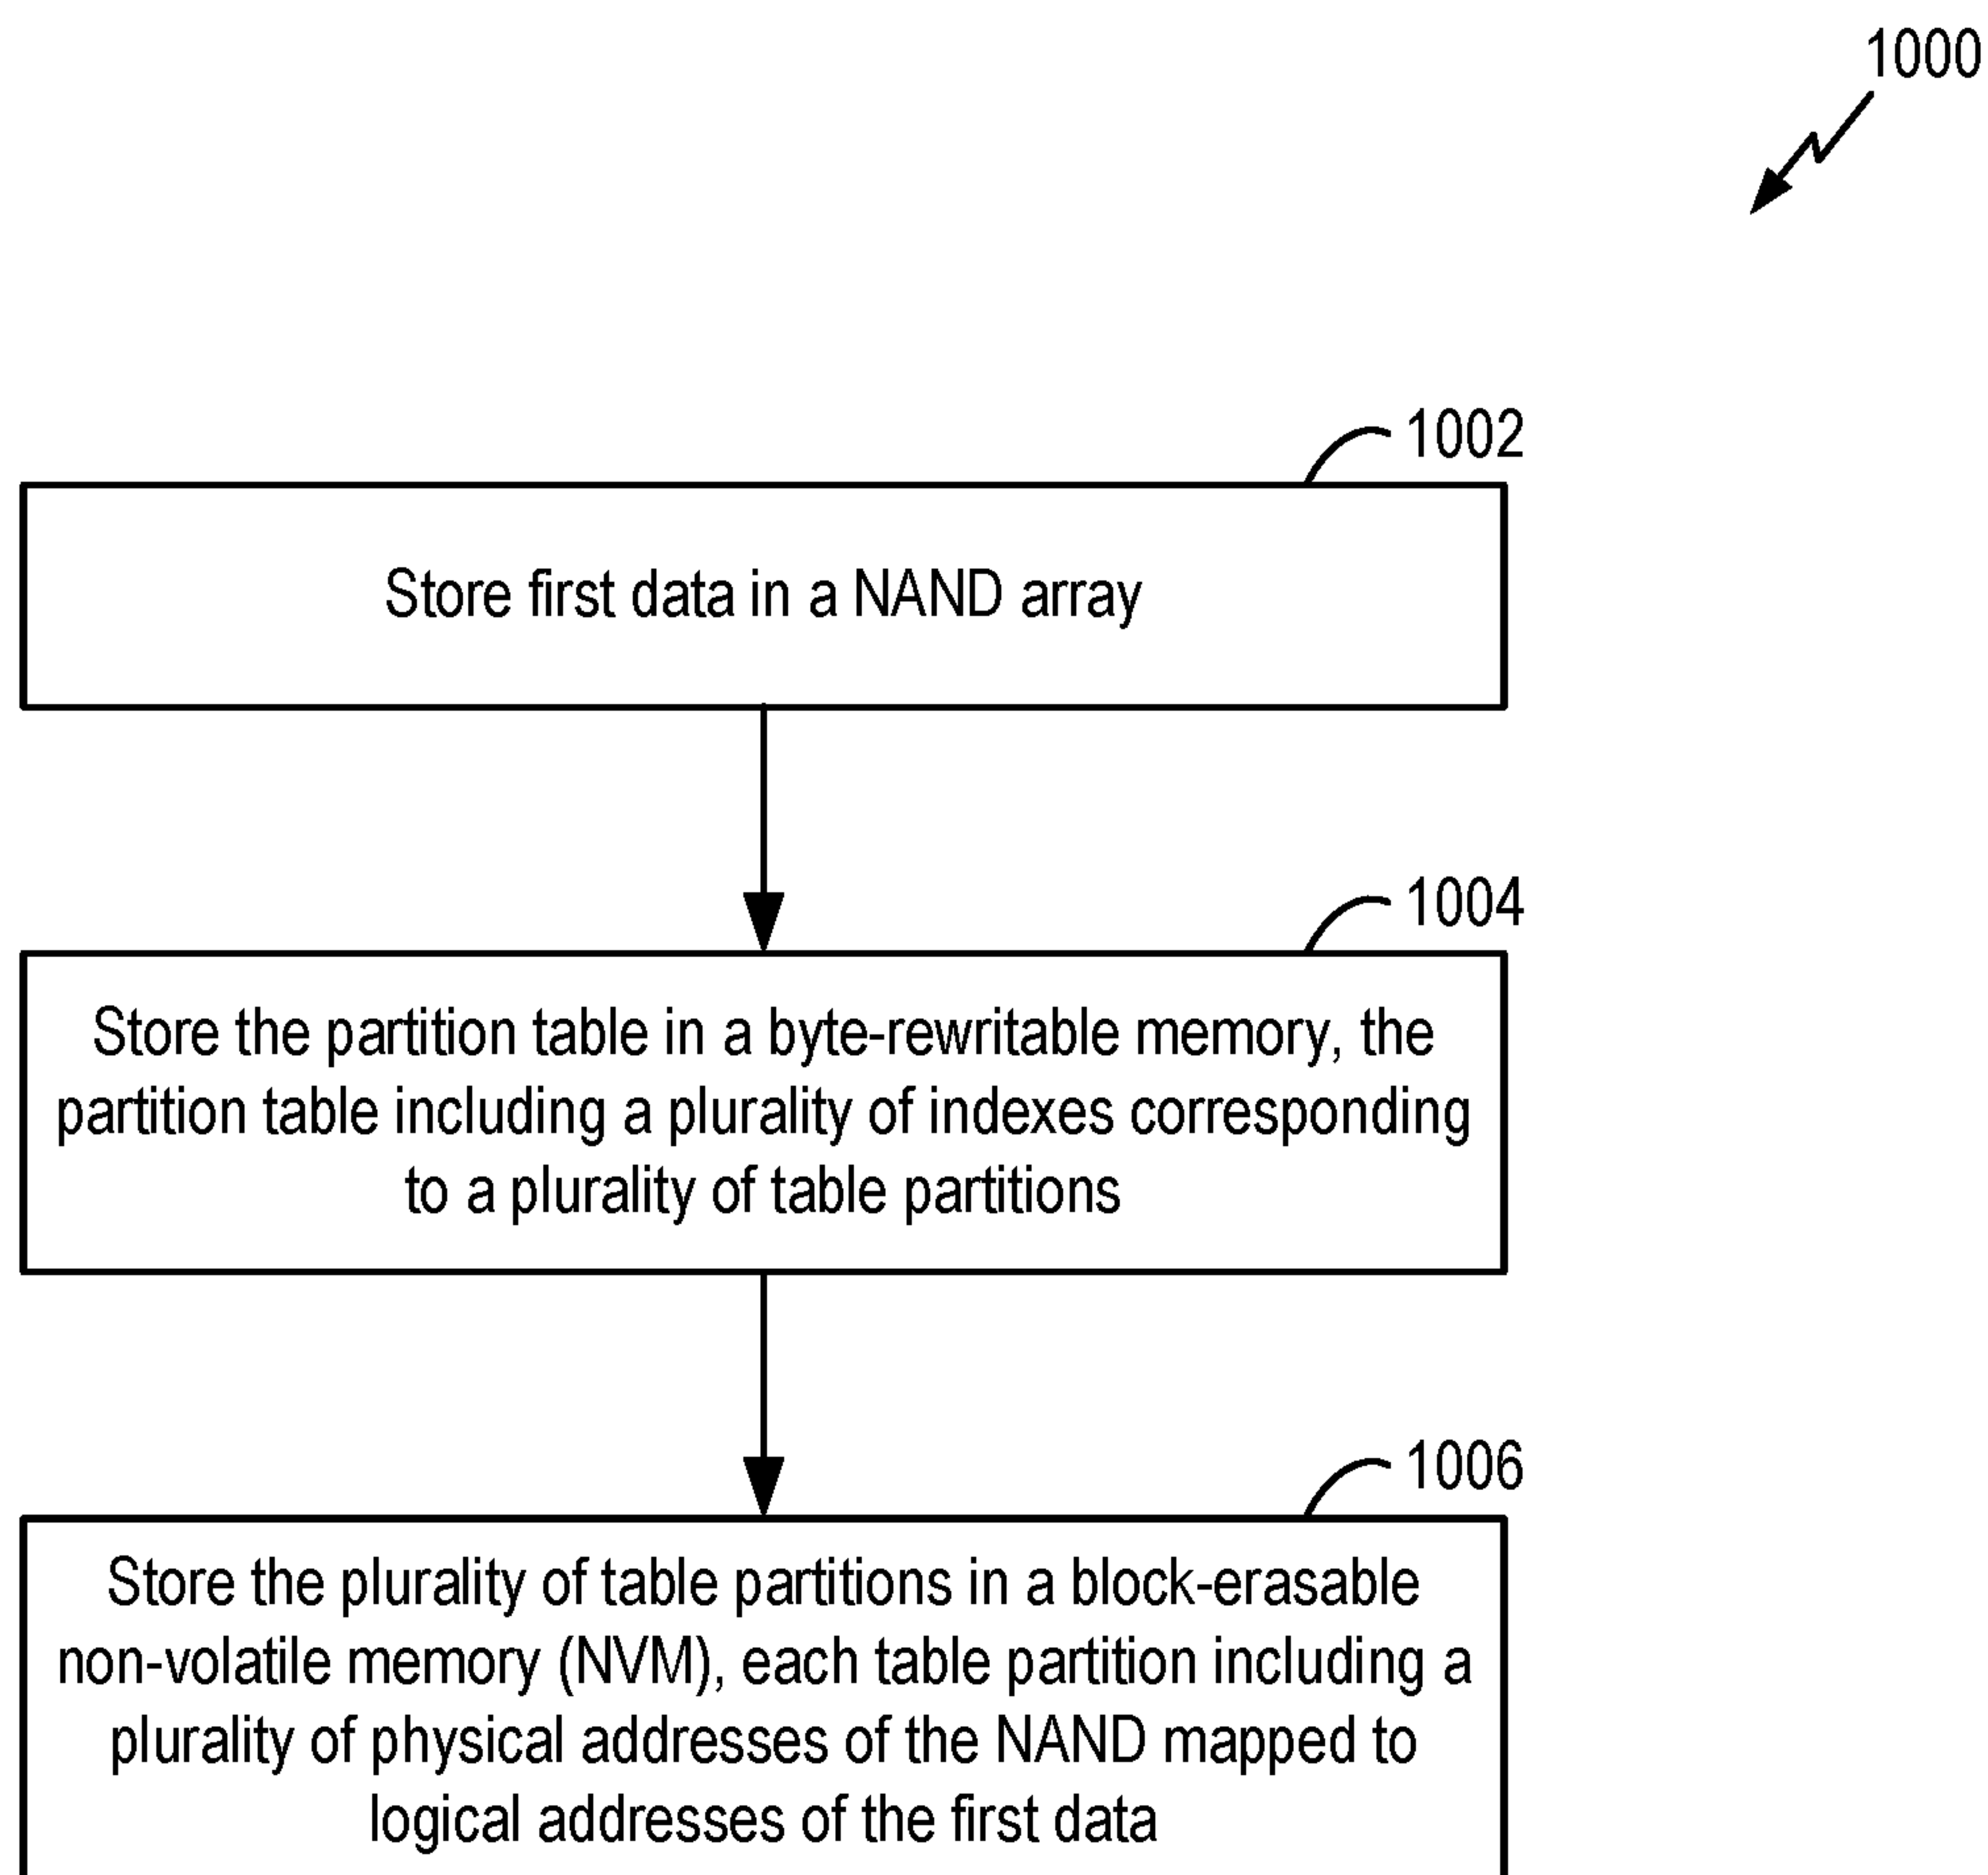 1000
1002
Store first data in a NAND array
1004
Store the partition table in a byte-rewritable memory, the
partition table including a plurality of indexes corresponding
to a plurality of table partitions
1006
Store the plurality of table partitions in a block-erasable
non-volatile memory (NVM), each table partition including a
plurality of physical addresses of the NAND mapped to
logical addresses of the first data